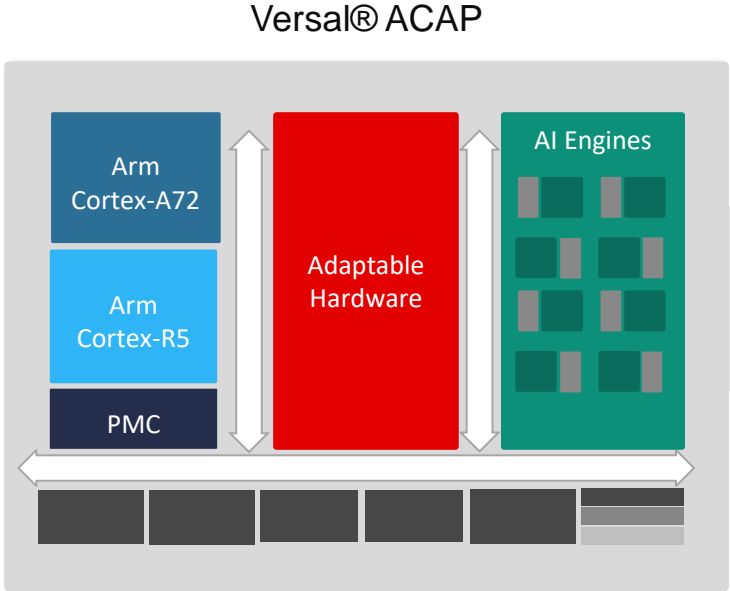 Versal® ACAP
Arm
Cortex-A72
Arm
Cortex-R5
PMC
Adaptable
Hardware
AI Engines